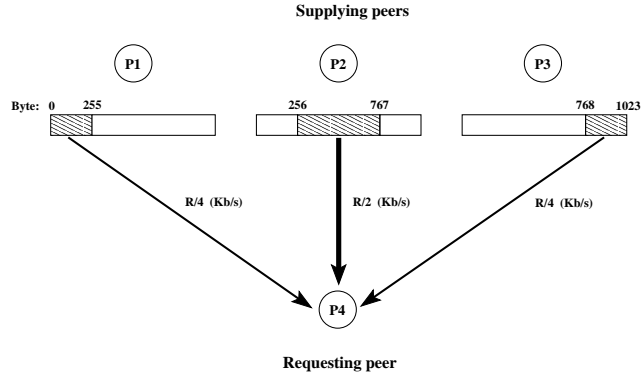 Supplying peers
P1 P2 P3
Byte: 0 255 256 767 768 1023
R/4 (Kb/s) R/2 (Kb/s) R/4 (Kb/s)
P4
Requesting peer